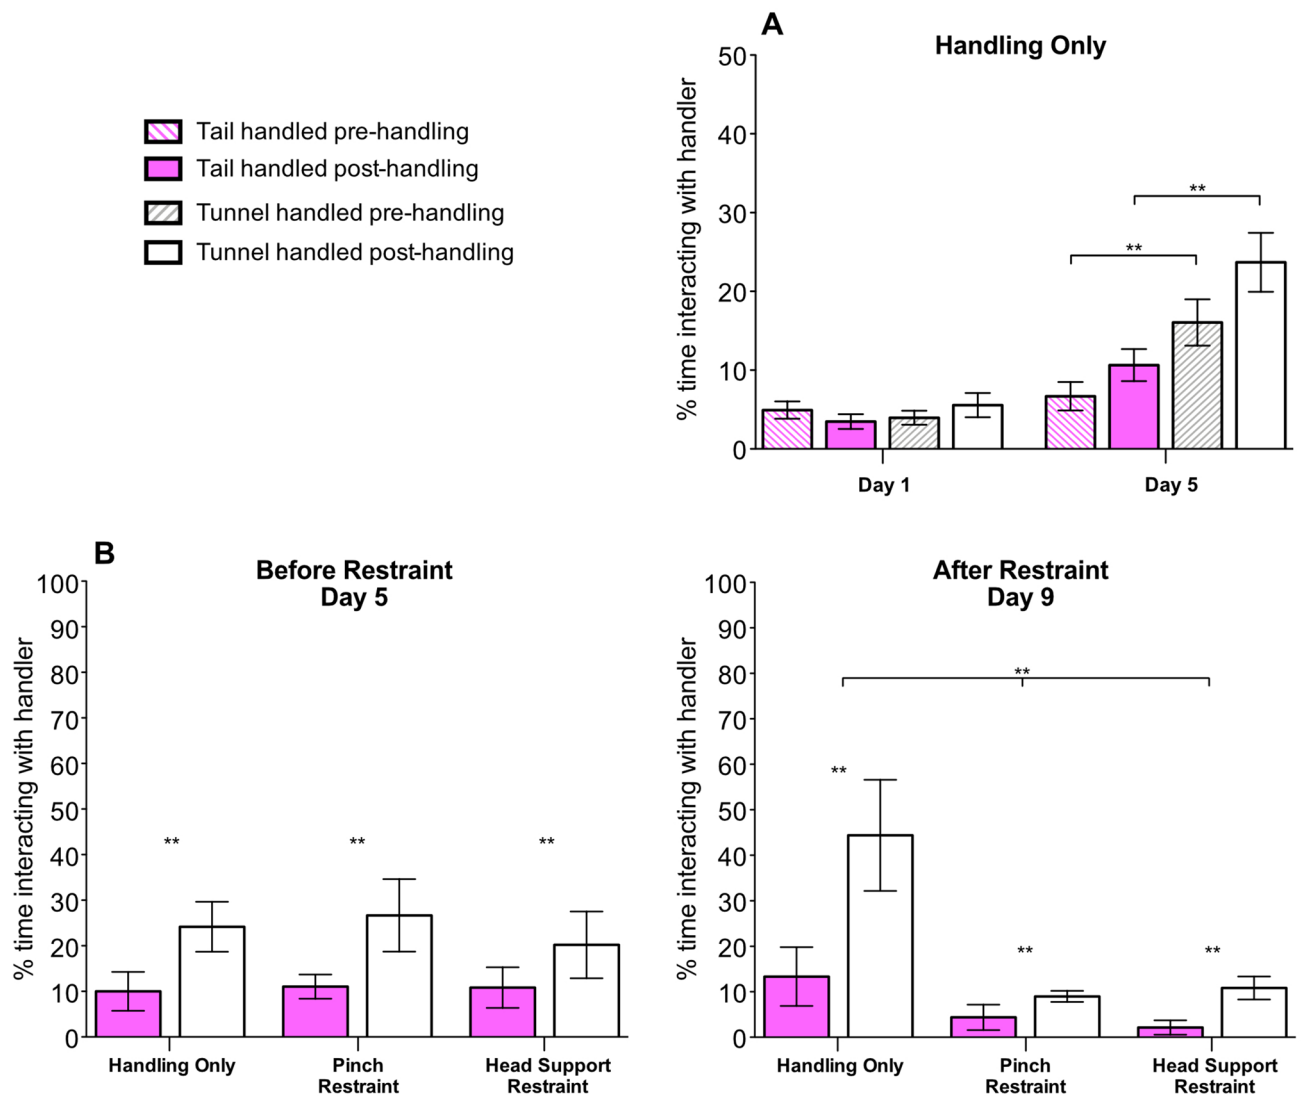 A
Handling Only
Tail handled pre-handling
Tail handled post-handling
Tunnel handled pre-handling
Tunnel handled post-handling
% time interacting with handler
50
40
30
20
10
0
**
**
Day 1
Day 5
B
Before Restraint
Day 5
% time interacting with handler
100
90
80
70
60
50
40
30
20
10
0
**
**
**
Handling Only
Pinch
Restraint
Head Support
Restraint
After Restraint
Day 9
% time interacting with handler
100
90
80
70
60
50
40
30
20
10
0
**
**
**
**
Handling Only
Pinch
Restraint
Head Support
Restraint